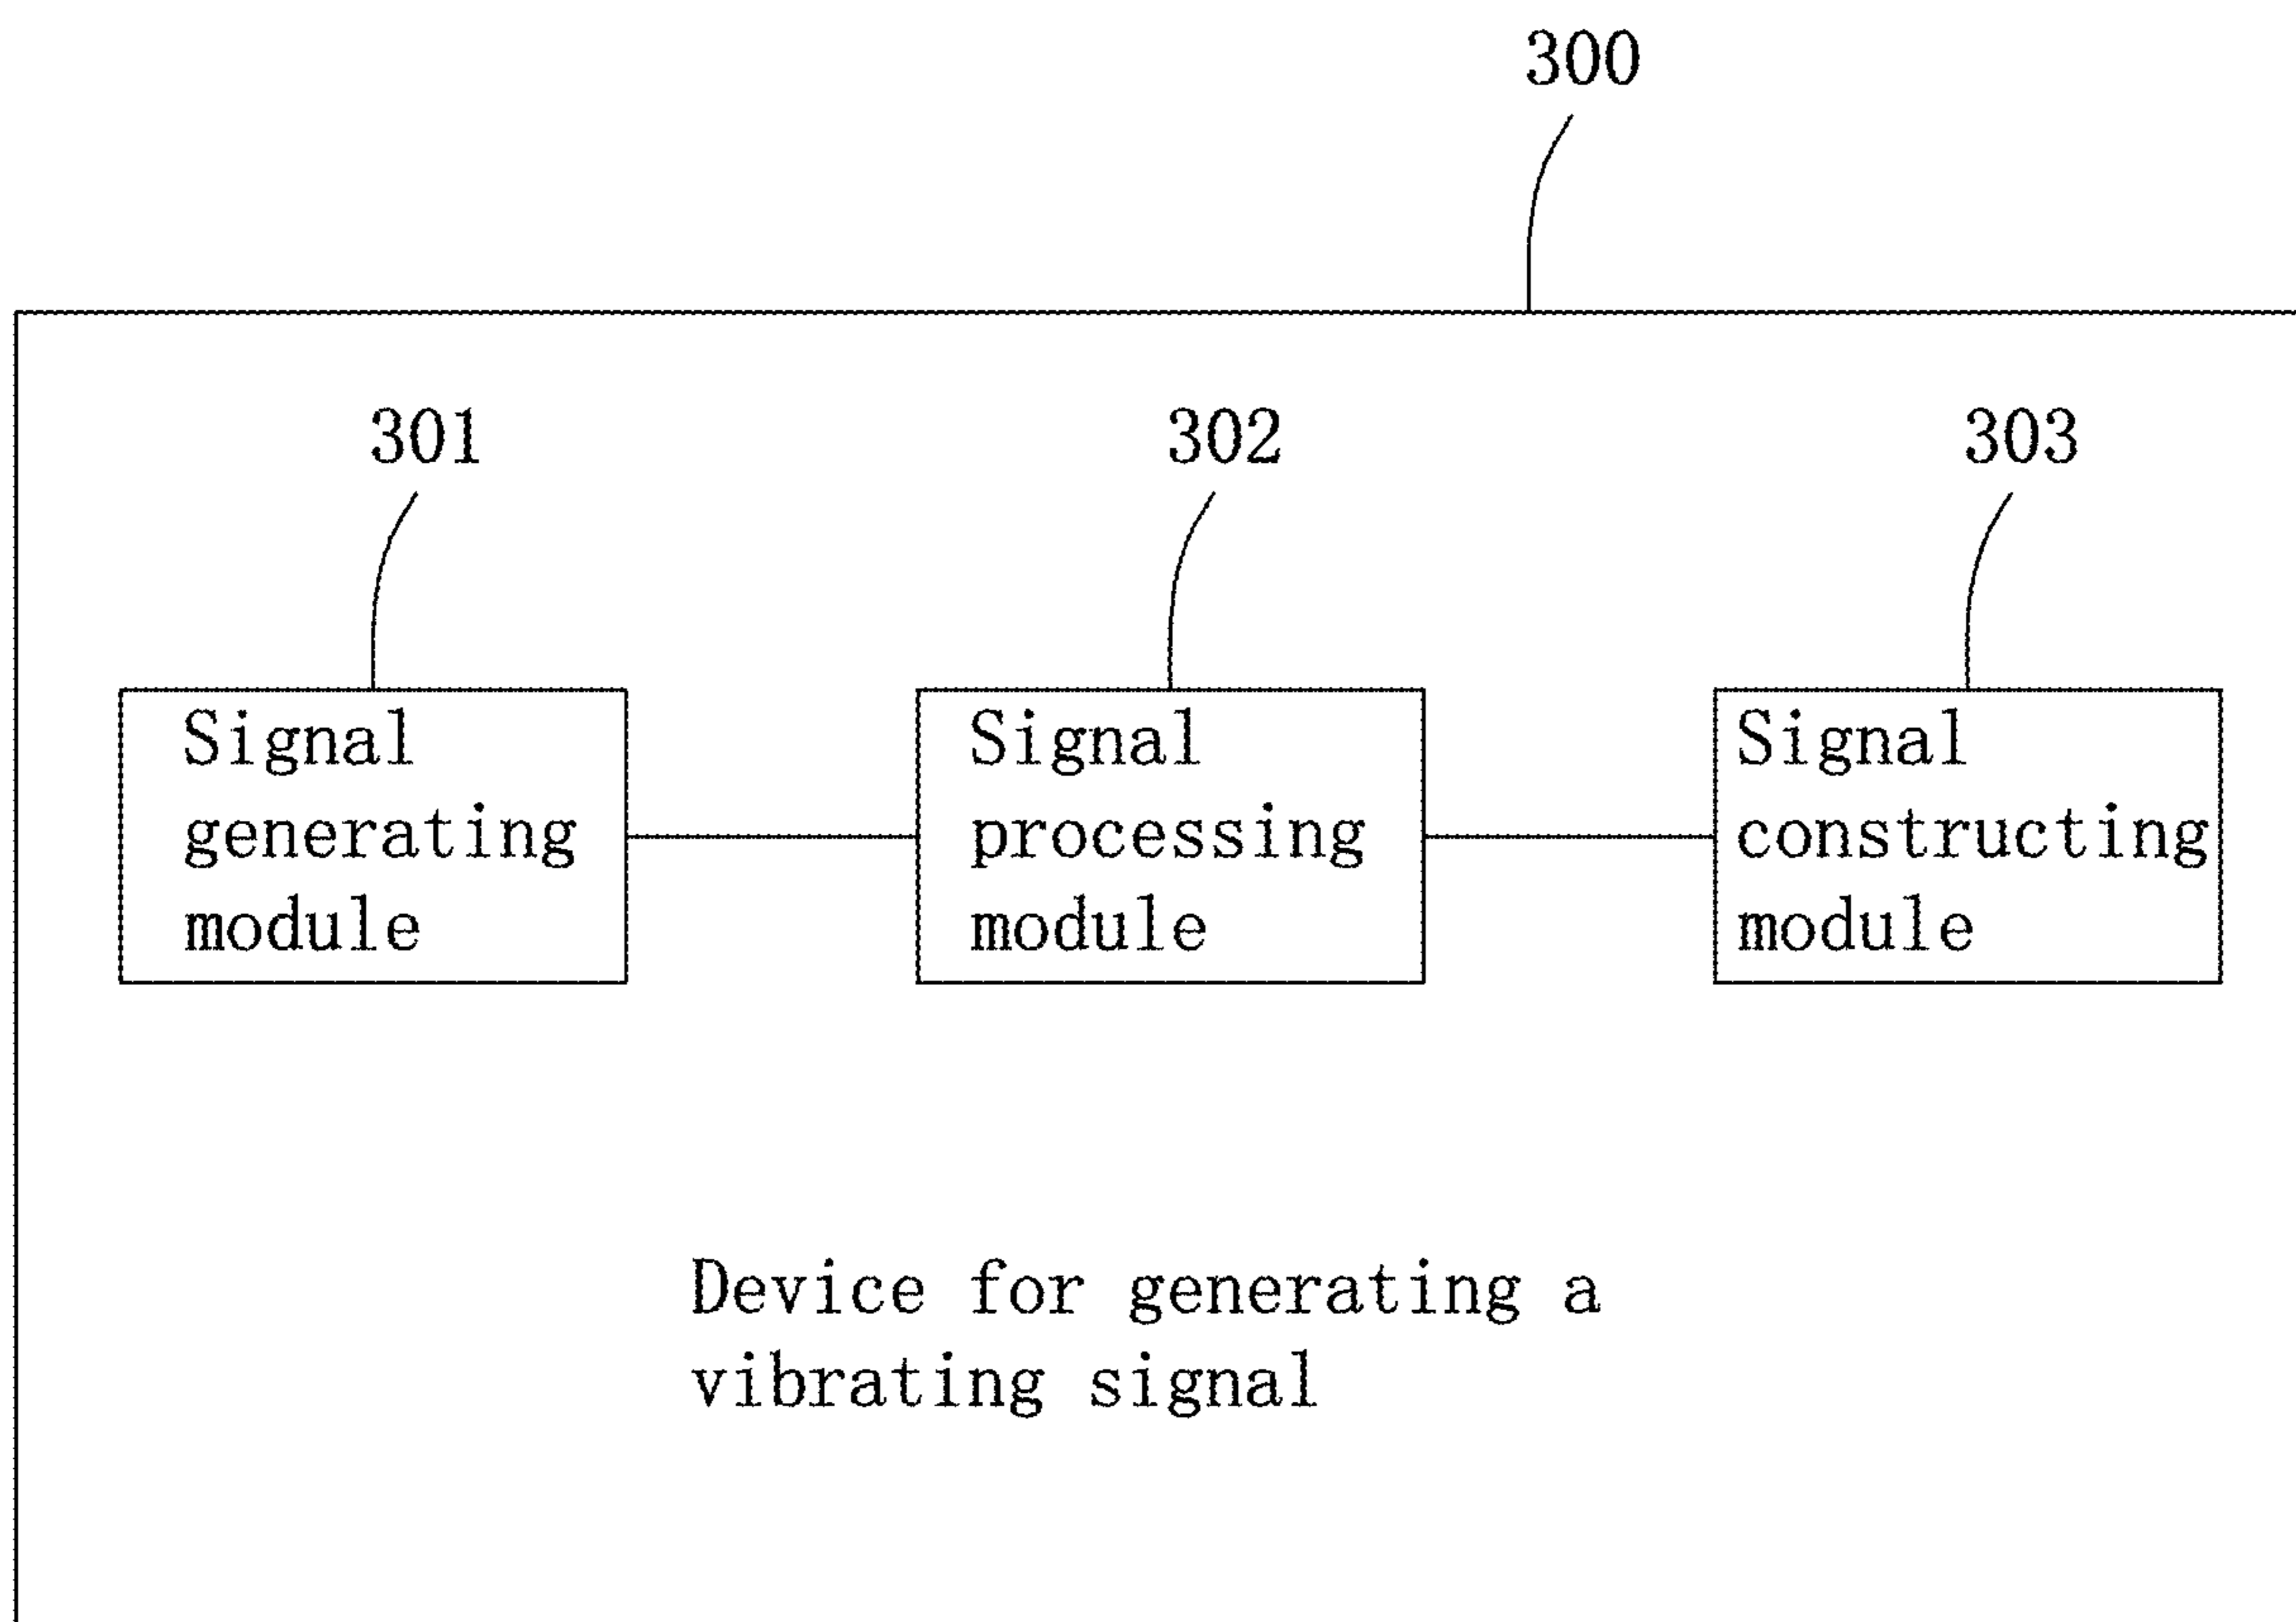 300
301
302
303
Signal
generating
module
Signal
processing
module
Signal
constructing
module
Device for generating a
vibrating signal